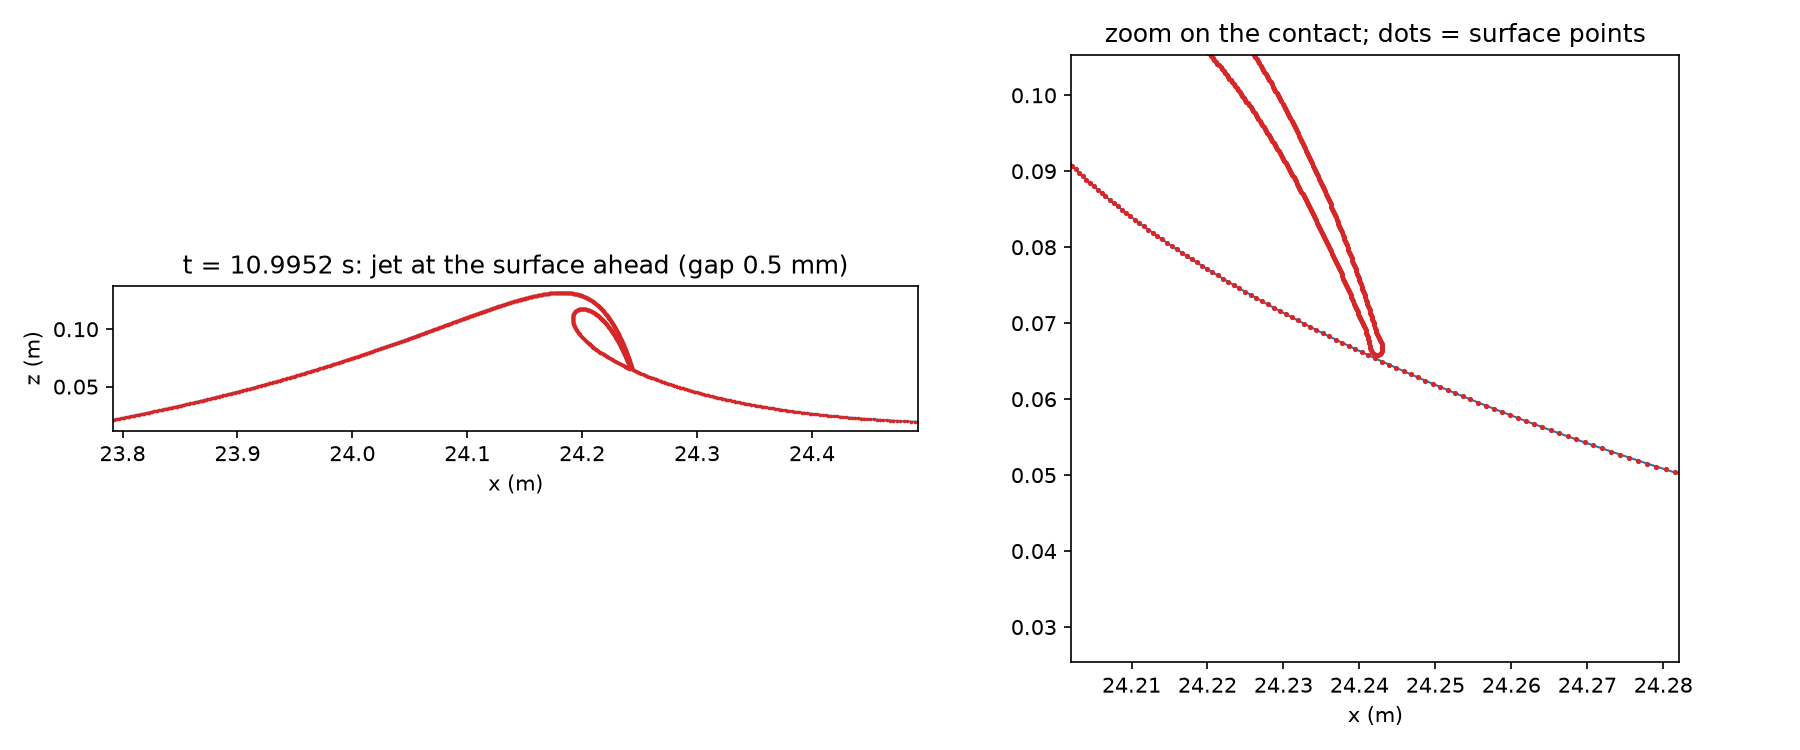 t = 10.9952 s: jet at the surface ahead (gap 0.5 mm)
z (m)
0.10
0.05
23.8 23.9 24.0 24.1 24.2 24.3 24.4
x (m)
zoom on the contact; dots = surface points
0.10
0.09
0.08
0.07
0.06
0.05
0.04
0.03
24.21 24.22 24.23 24.24 24.25 24.26 24.27 24.28
x (m)